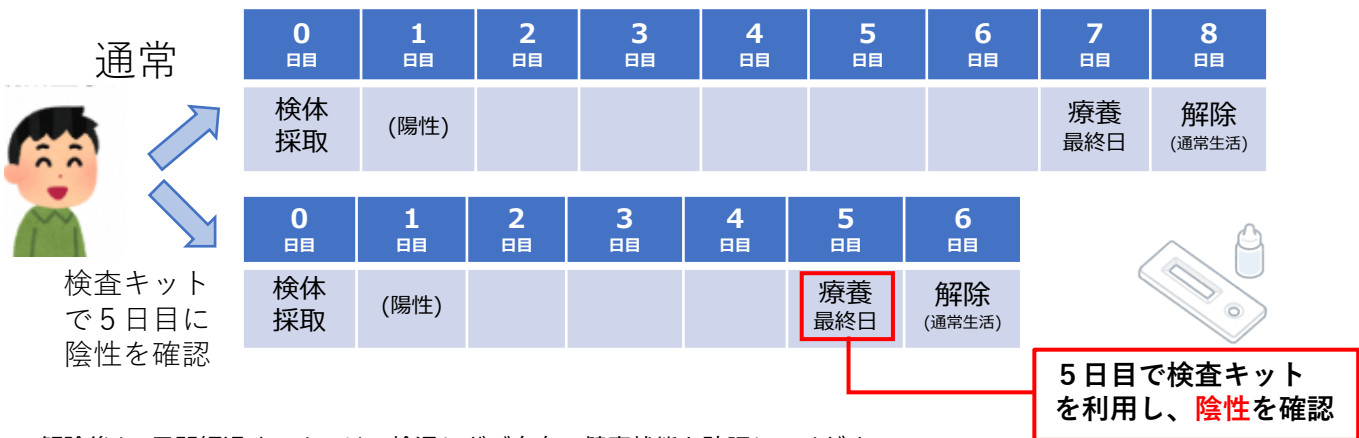 通常
0 1 2 3 4 5 6 7 8
日目 日目 日目 日目 日目 日目 日目 日目 日目
検体 療養 解除
採取 (陽性) 最終日 (通常生活)
0 1 2 3 4 5 6
日目 日目 日目 日目 日目 日目 日目
検査キット
で５日目に
陰性を確認
検体 療養 解除
採取 (陽性) 最終日 (通常生活)
５日目で検査キット
を利用し、陰性を確認